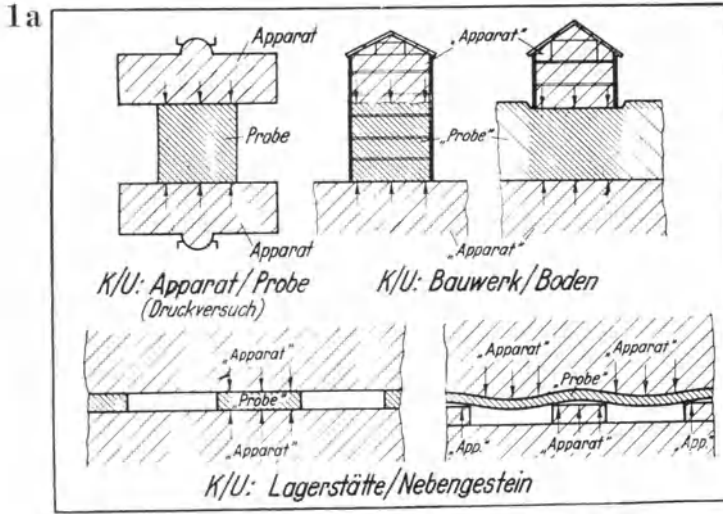 1a
Apparat
Probe
Apparat
K/U: Apparat/Probe
(Druckversuch)
„Apparat“
„Probe“
„Apparat“
K/U: Bauwerk/Boden
„Apparat“
„Probe“
„Apparat“
„Apparat“
„Apparat“
„Probe“
„App.“
„Apparat“
„App.“
K/U: Lagerstätte/Nebengestein